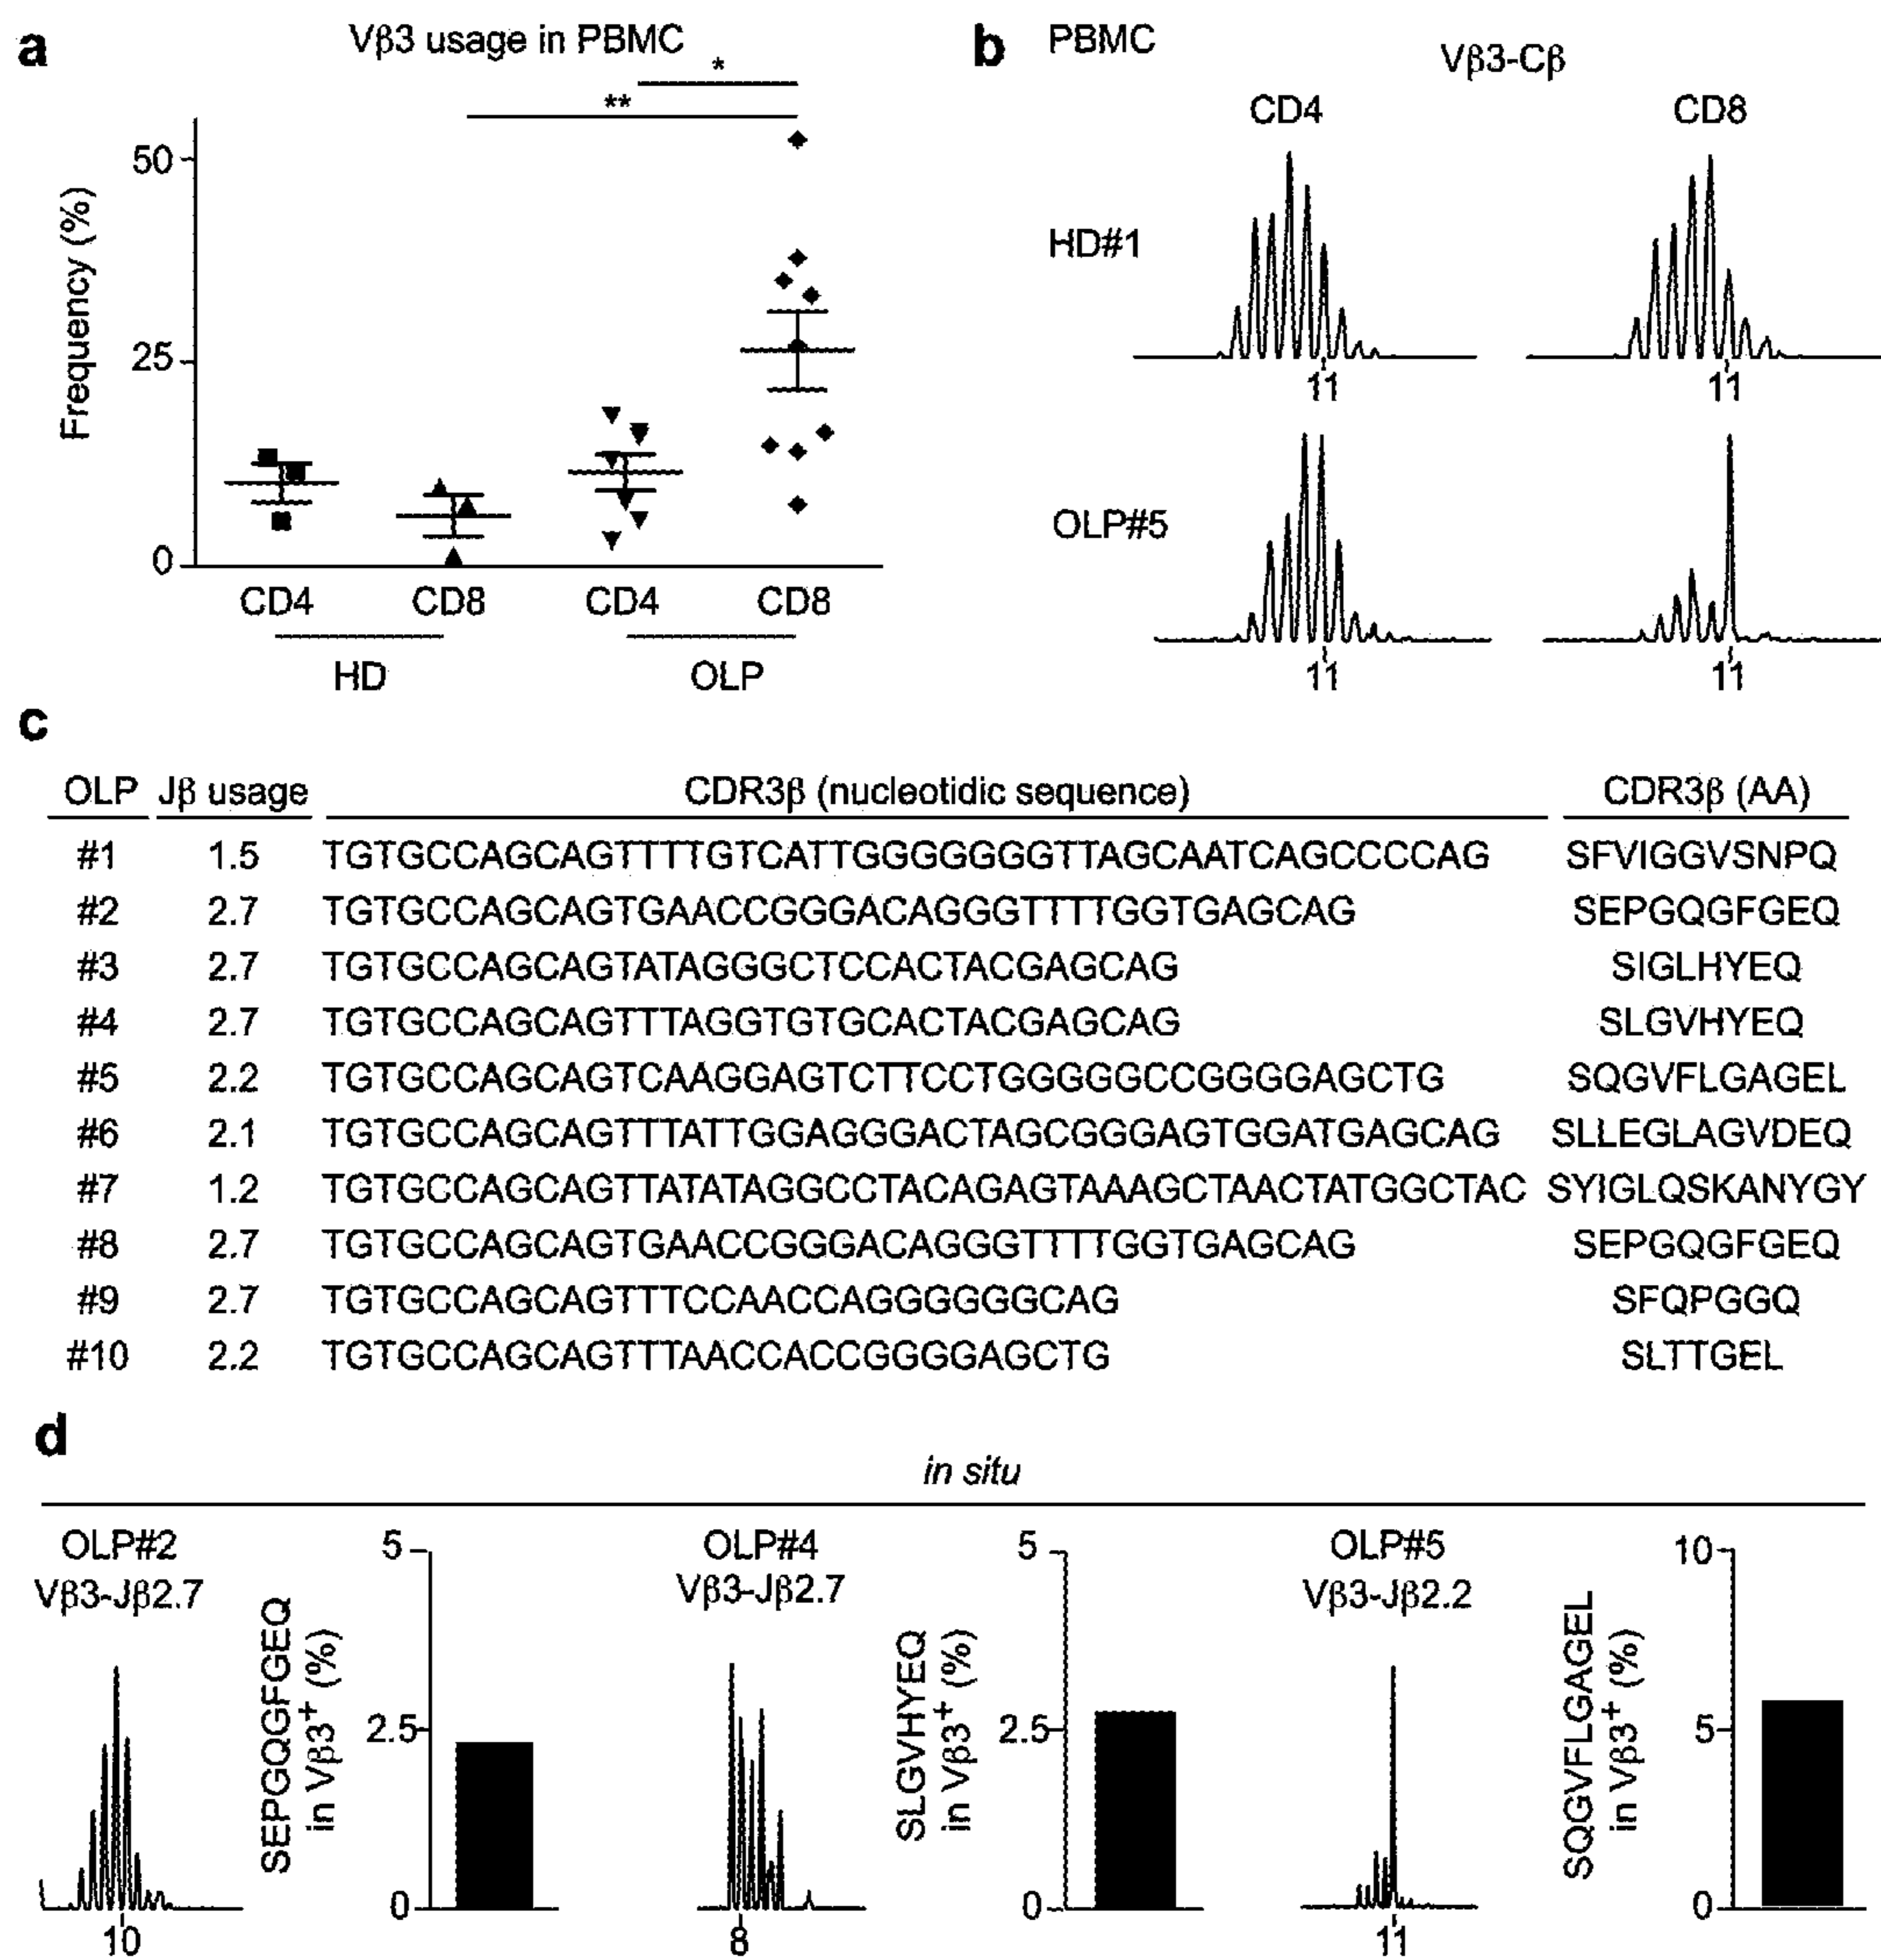 a
Vβ3 usage in PBMC
*
**
Frequency (%)
50
25
0
CD4 CD8 CD4 CD8
HD OLP
b PBMC Vβ3-Cβ
CD4 CD8
HD#1
11 11
OLP#5
11 11
c
OLP Jβ usage CDR3β (nucleotidic sequence) CDR3β (AA)
#1 1.5 TGTGCCAGCAGTTTTGTCATTGGGGGGGTTAGCAATCAGCCCCAG SFVIGGVSNPQ
#2 2.7 TGTGCCAGCAGTGAACCGGGACAGGGTTTTGGTGAGCAG SEPGQGFGEQ
#3 2.7 TGTGCCAGCAGTATAGGGCTCCACTACGAGCAG SIGLHYEQ
#4 2.7 TGTGCCAGCAGTTTAGGTGTGCACTACGAGCAG SLGVHYEQ
#5 2.2 TGTGCCAGCAGTCAAGGAGTCTTCCTGGGGGCCGGGGAGCTG SQGVFLGAGEL
#6 2.1 TGTGCCAGCAGTTTATTGGAGGGACTAGCGGGAGTGGATGAGCAG SLLEGLAGVDEQ
#7 1.2 TGTGCCAGCAGTTATATAGGCCTACAGAGTAAAGCTAACTATGGCTAC SYIGLQSKANYGY
#8 2.7 TGTGCCAGCAGTGAACCGGGACAGGGTTTTGGTGAGCAG SEPGQGFGEQ
#9 2.7 TGTGCCAGCAGTTTCCAACCAGGGGGGCAG SFQPGGQ
#10 2.2 TGTGCCAGCAGTTTAACCACCGGGGAGCTG SLTTGEL
d
in situ
OLP#2
Vβ3-Jβ2.7
10
SEPGQGFGEQ
in Vβ3+ (%)
5
2.5
0
OLP#4
Vβ3-Jβ2.7
8
SLGVHYEQ
in Vβ3+ (%)
5
2.5
0
OLP#5
Vβ3-Jβ2.2
11
SQGVFLGAGEL
in Vβ3+ (%)
10
5
0